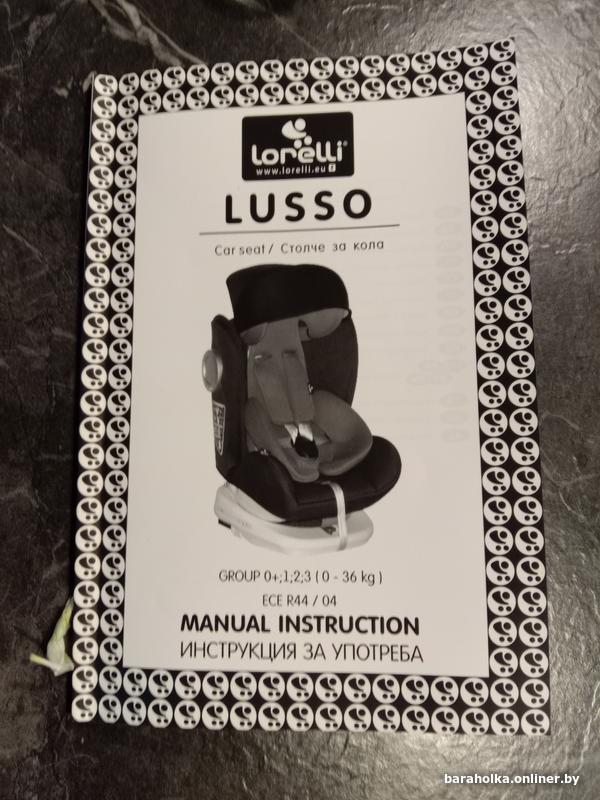 Lorelli®
www.lorelli.eu
LUSSO
Car seat / Столче за кола
GROUP 0+;1;2;3 ( 0 - 36 kg )
ECE R44 / 04
MANUAL INSTRUCTION
ИНСТРУКЦИЯ ЗА УПОТРЕБА
baraholka.onliner.by